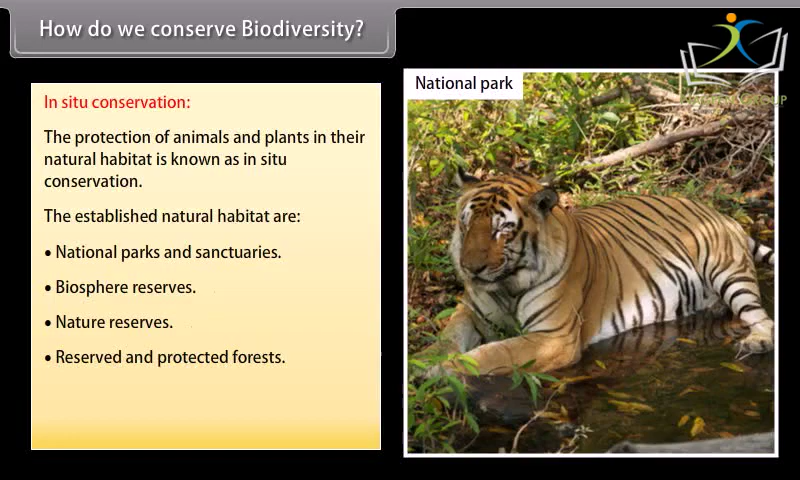 How do we conserve Biodiversity?
In situ conservation:
The protection of animals and plants in their
natural habitat is known as in situ
conservation.
The established natural habitat are:
• National parks and sanctuaries.
• Biosphere reserves.
• Nature reserves.
• Reserved and protected forests.
National park
GROUP